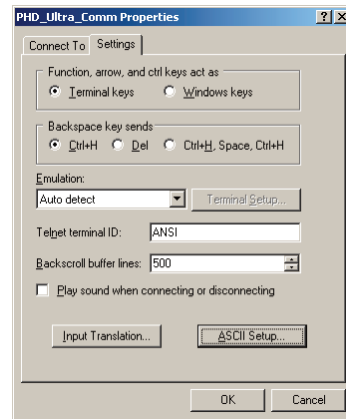 PHD_Ultra_Comm Properties
Connect To Settings
Function, arrow, and ctrl keys act as
Terminal keys Windows keys
Backspace key sends
Ctrl+H Del Ctrl+H, Space, Ctrl+H
Emulation:
Auto detect Terminal Setup...
Telnet terminal ID: ANSI
Backscroll buffer lines: 500
Play sound when connecting or disconnecting
Input Translation... ASCII Setup...
OK Cancel